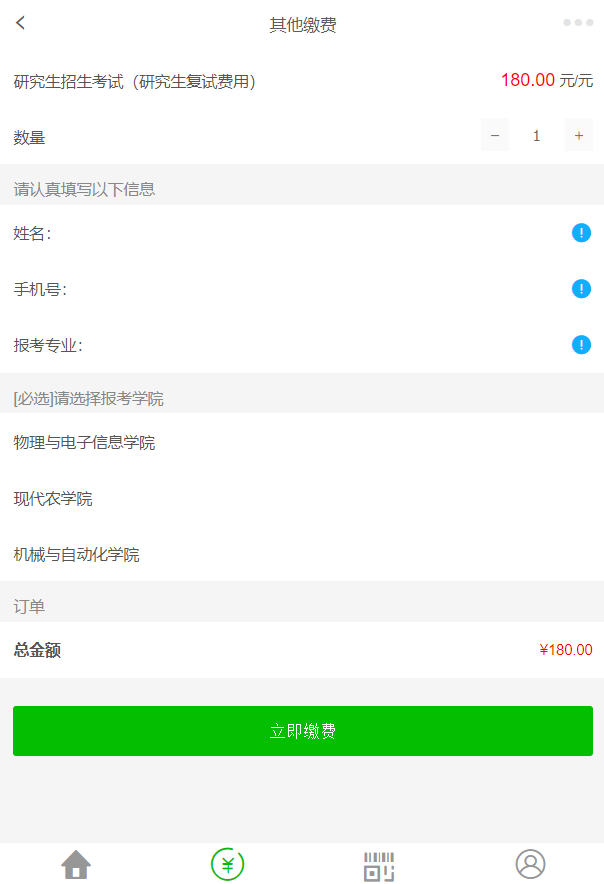 其他缴费
研究生招生考试（研究生复试费用） 180.00 元/元
数量 − 1 +
请认真填写以下信息
姓名：
手机号：
报考专业：
[必选]请选择报考学院
物理与电子信息学院
现代农学院
机械与自动化学院
订单
总金额 ¥180.00
立即缴费